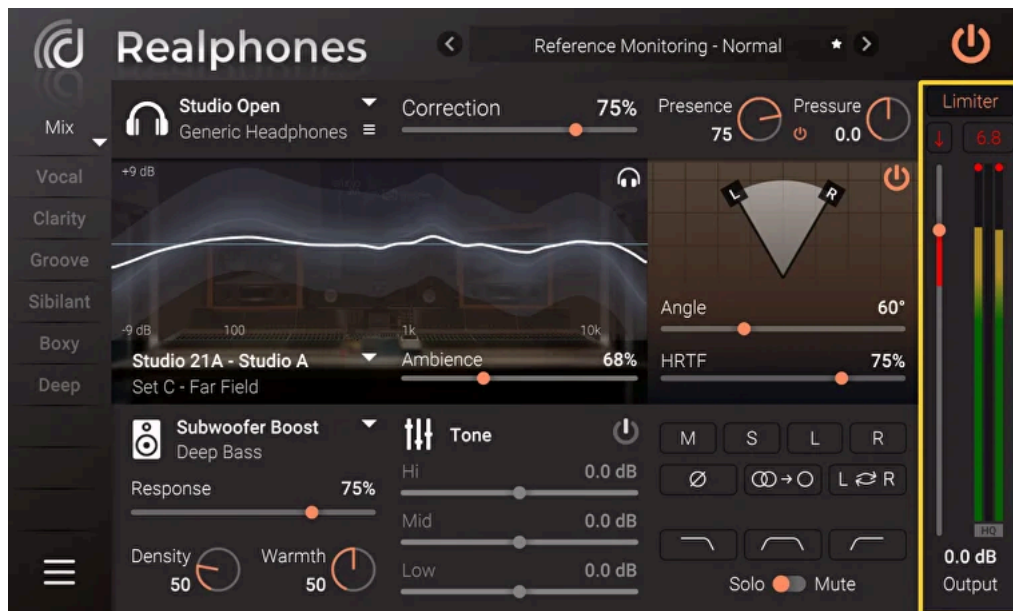 Realphones
Reference Monitoring - Normal
Mix
Vocal
Clarity
Groove
Sibilant
Boxy
Deep
Studio Open
Generic Headphones
Correction 75%
Presence
75
Pressure
0.0
Limiter
6.8
+9 dB
-9 dB 100 1k 10k
Studio 21A - Studio A
Set C - Far Field
Ambience 68%
L R
Angle 60°
HRTF 75%
Subwoofer Boost
Deep Bass
Response 75%
Density
50
Warmth
50
Tone
Hi 0.0 dB
Mid 0.0 dB
Low 0.0 dB
M S L R
Ø L R
Solo Mute
HQ
0.0 dB
Output